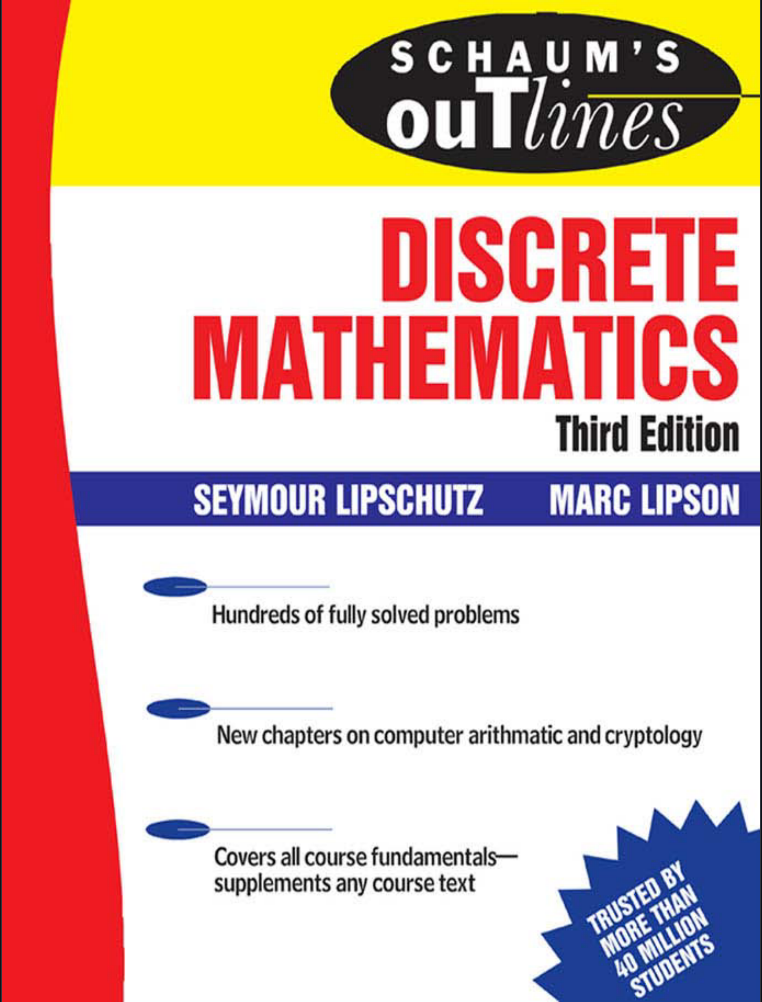 SCHAUM'S
ouTlines
DISCRETE
MATHEMATICS
Third Edition
SEYMOUR LIPSCHUTZ MARC LIPSON
Hundreds of fully solved problems
New chapters on computer arithmatic and cryptology
Covers all course fundamentals—
supplements any course text
TRUSTED BY
MORE THAN
40 MILLION
STUDENTS